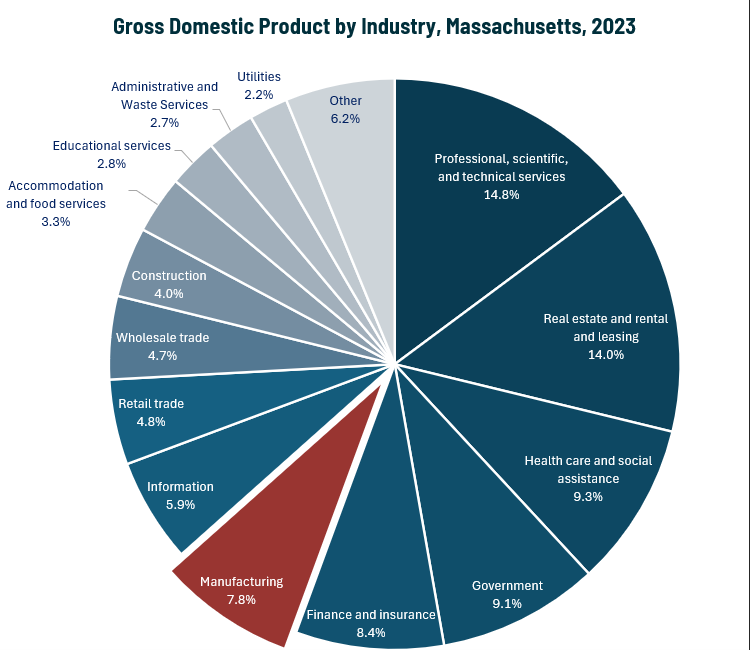 Gross Domestic Product by Industry, Massachusetts, 2023
Professional, scientific,
and technical services
14.8%
Real estate and rental
and leasing
14.0%
Health care and social
assistance
9.3%
Government
9.1%
Finance and insurance
8.4%
Manufacturing
7.8%
Information
5.9%
Retail trade
4.8%
Wholesale trade
4.7%
Construction
4.0%
Accommodation
and food services
3.3%
Educational services
2.8%
Administrative and
Waste Services
2.7%
Utilities
2.2%
Other
6.2%